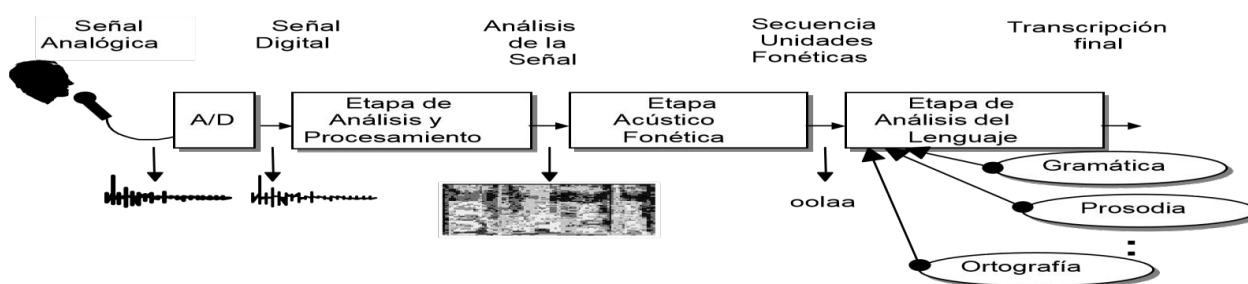 Señal
Analógica
Señal
Digital
Análisis
de la
Señal
Secuencia
Unidades
Fonéticas
Transcripción
final
A/D
Etapa de
Análisis y
Procesamiento
Etapa
Acústico
Fonética
Etapa de
Análisis del
Lenguaje
oolaa
Gramática
Prosodia
Ortografía